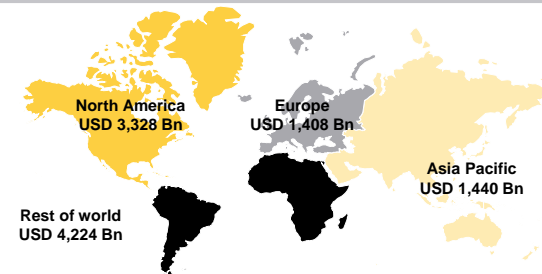 North America
USD 3,328 Bn
Europe
USD 1,408 Bn
Asia Pacific
USD 1,440 Bn
Rest of world
USD 4,224 Bn